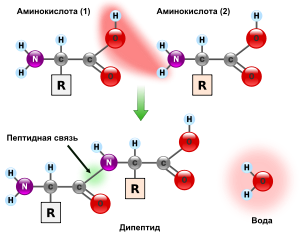 Аминокислота (1)
Аминокислота (2)
H H
H O
N C C
H R O
H H
H O
N C C
H R O
Пептидная связь
H H
H N C C O
H R O
H N C C
H R O
H O
H
Дипептид
Вода